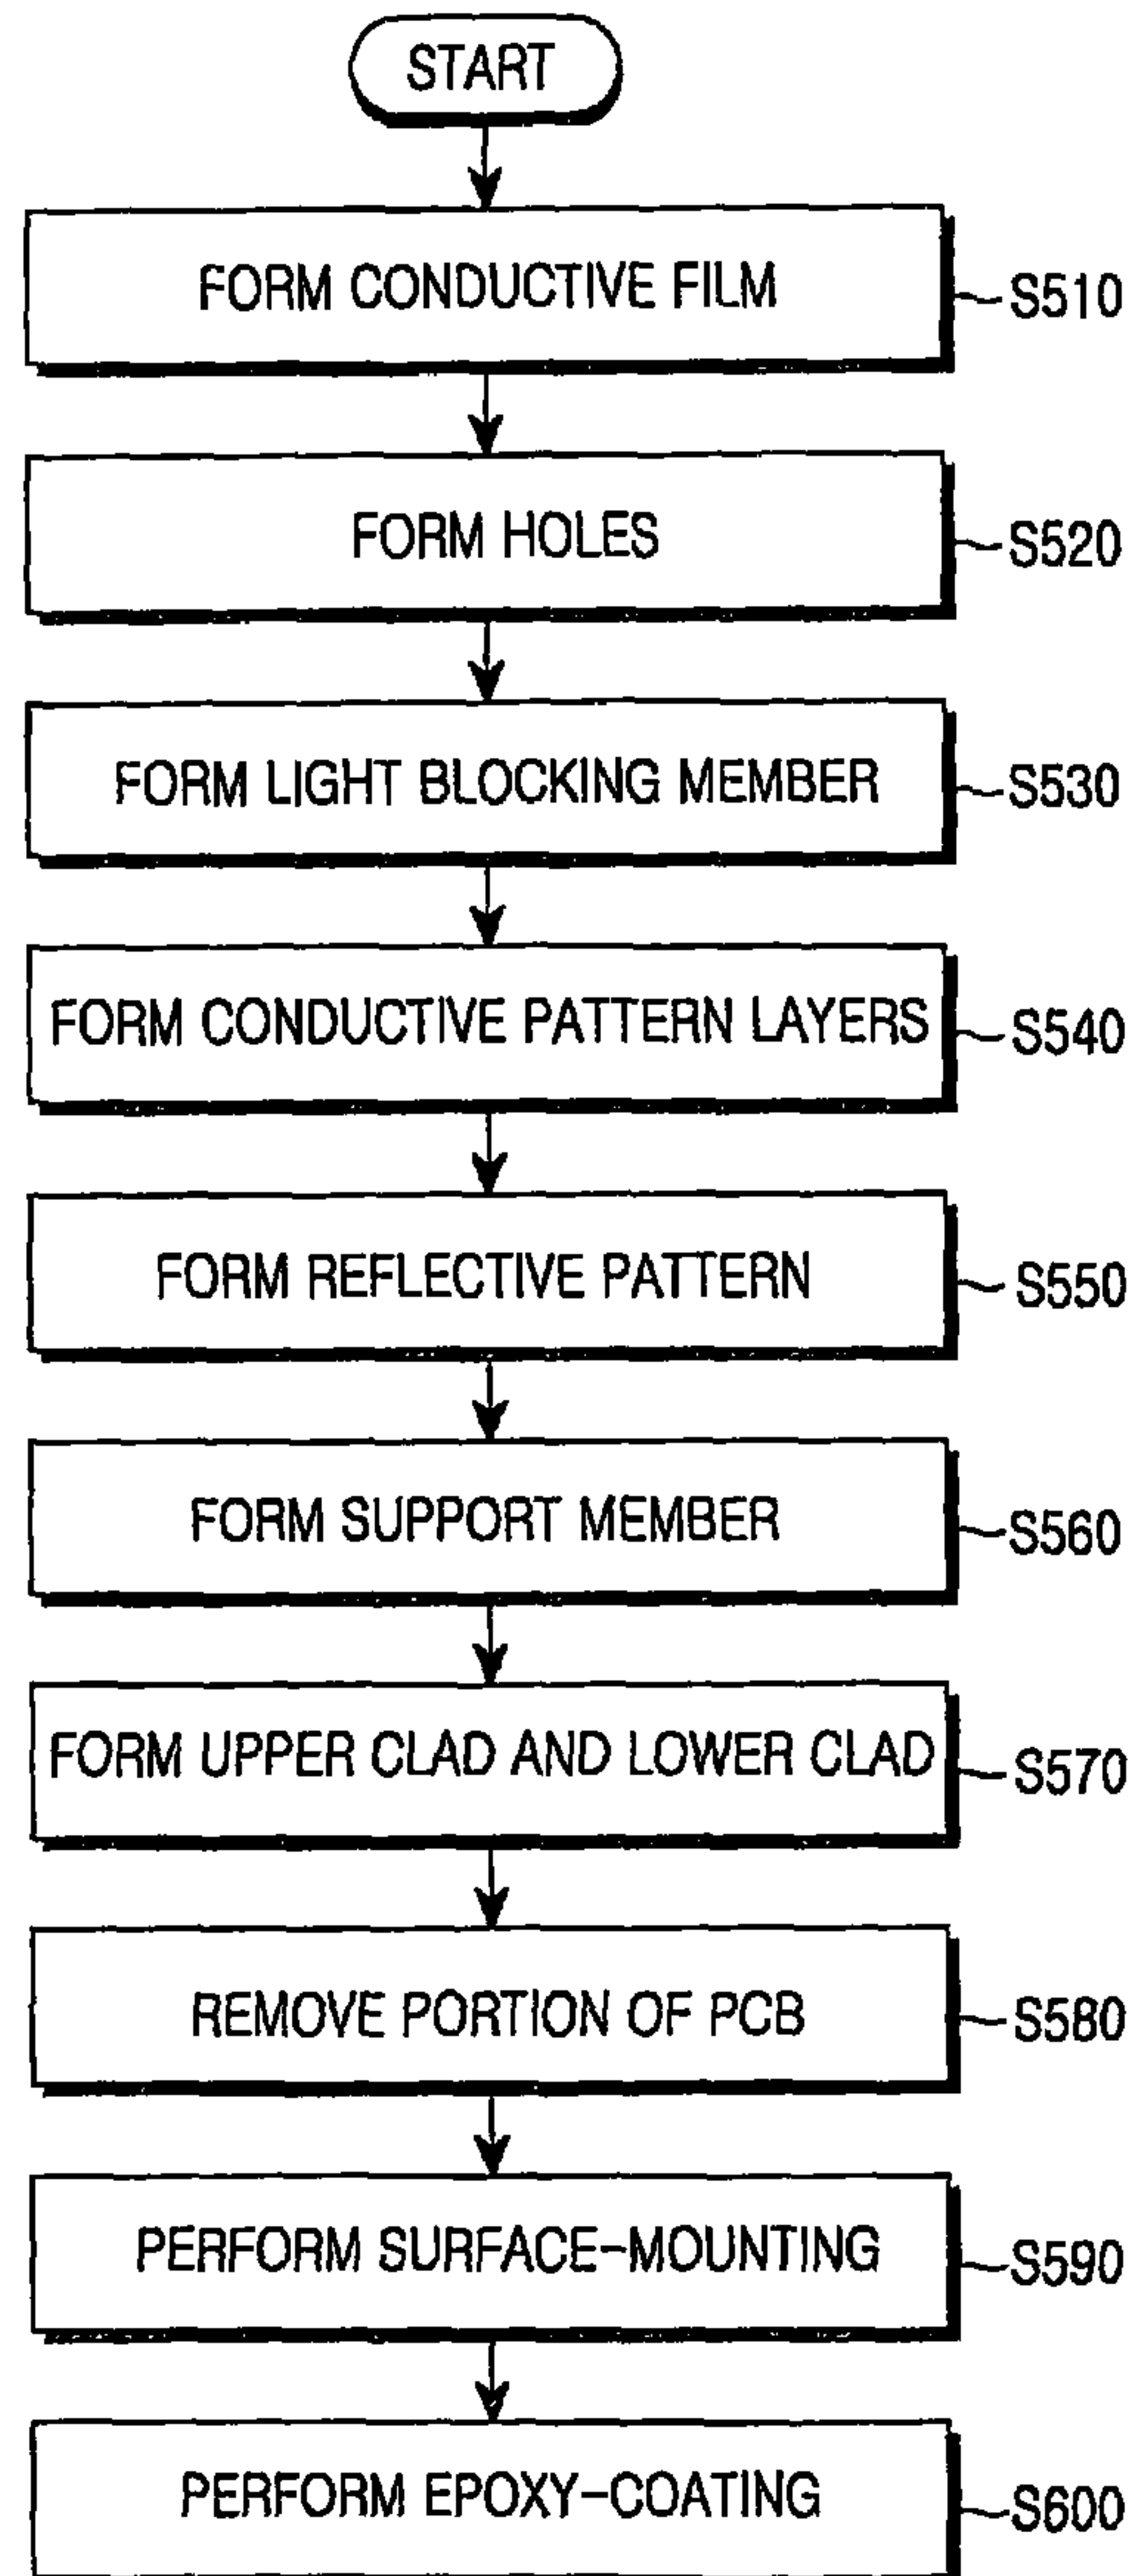 START
FORM CONDUCTIVE FILM
S510
FORM HOLES
S520
FORM LIGHT BLOCKING MEMBER
S530
FORM CONDUCTIVE PATTERN LAYERS
S540
FORM REFLECTIVE PATTERN
S550
FORM SUPPORT MEMBER
S560
FORM UPPER CLAD AND LOWER CLAD
S570
REMOVE PORTION OF PCB
S580
PERFORM SURFACE-MOUNTING
S590
PERFORM EPOXY-COATING
S600